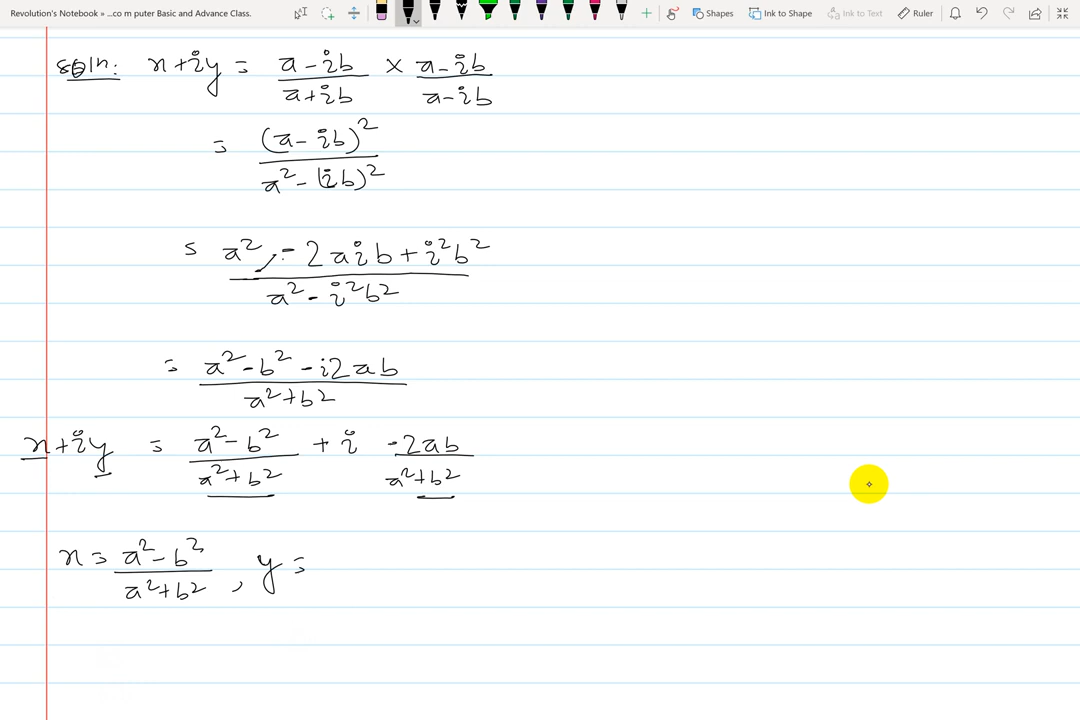 Revolution's Notebook » ...co m puter Basic and Advance Class.
Shapes
Ink to Shape
Ink to Text
Ruler
soln: x+iy = a-ib/a+ib × a-ib/a-ib
= (a-ib)²/a²-(ib)²
= a² - 2aib+i²b²/a²-i²b²
= a²-b²-i2ab/a²+b²
x+iy = a²-b²/a²+b² + i -2ab/a²+b²
x = a²-b²/a²+b² , y =